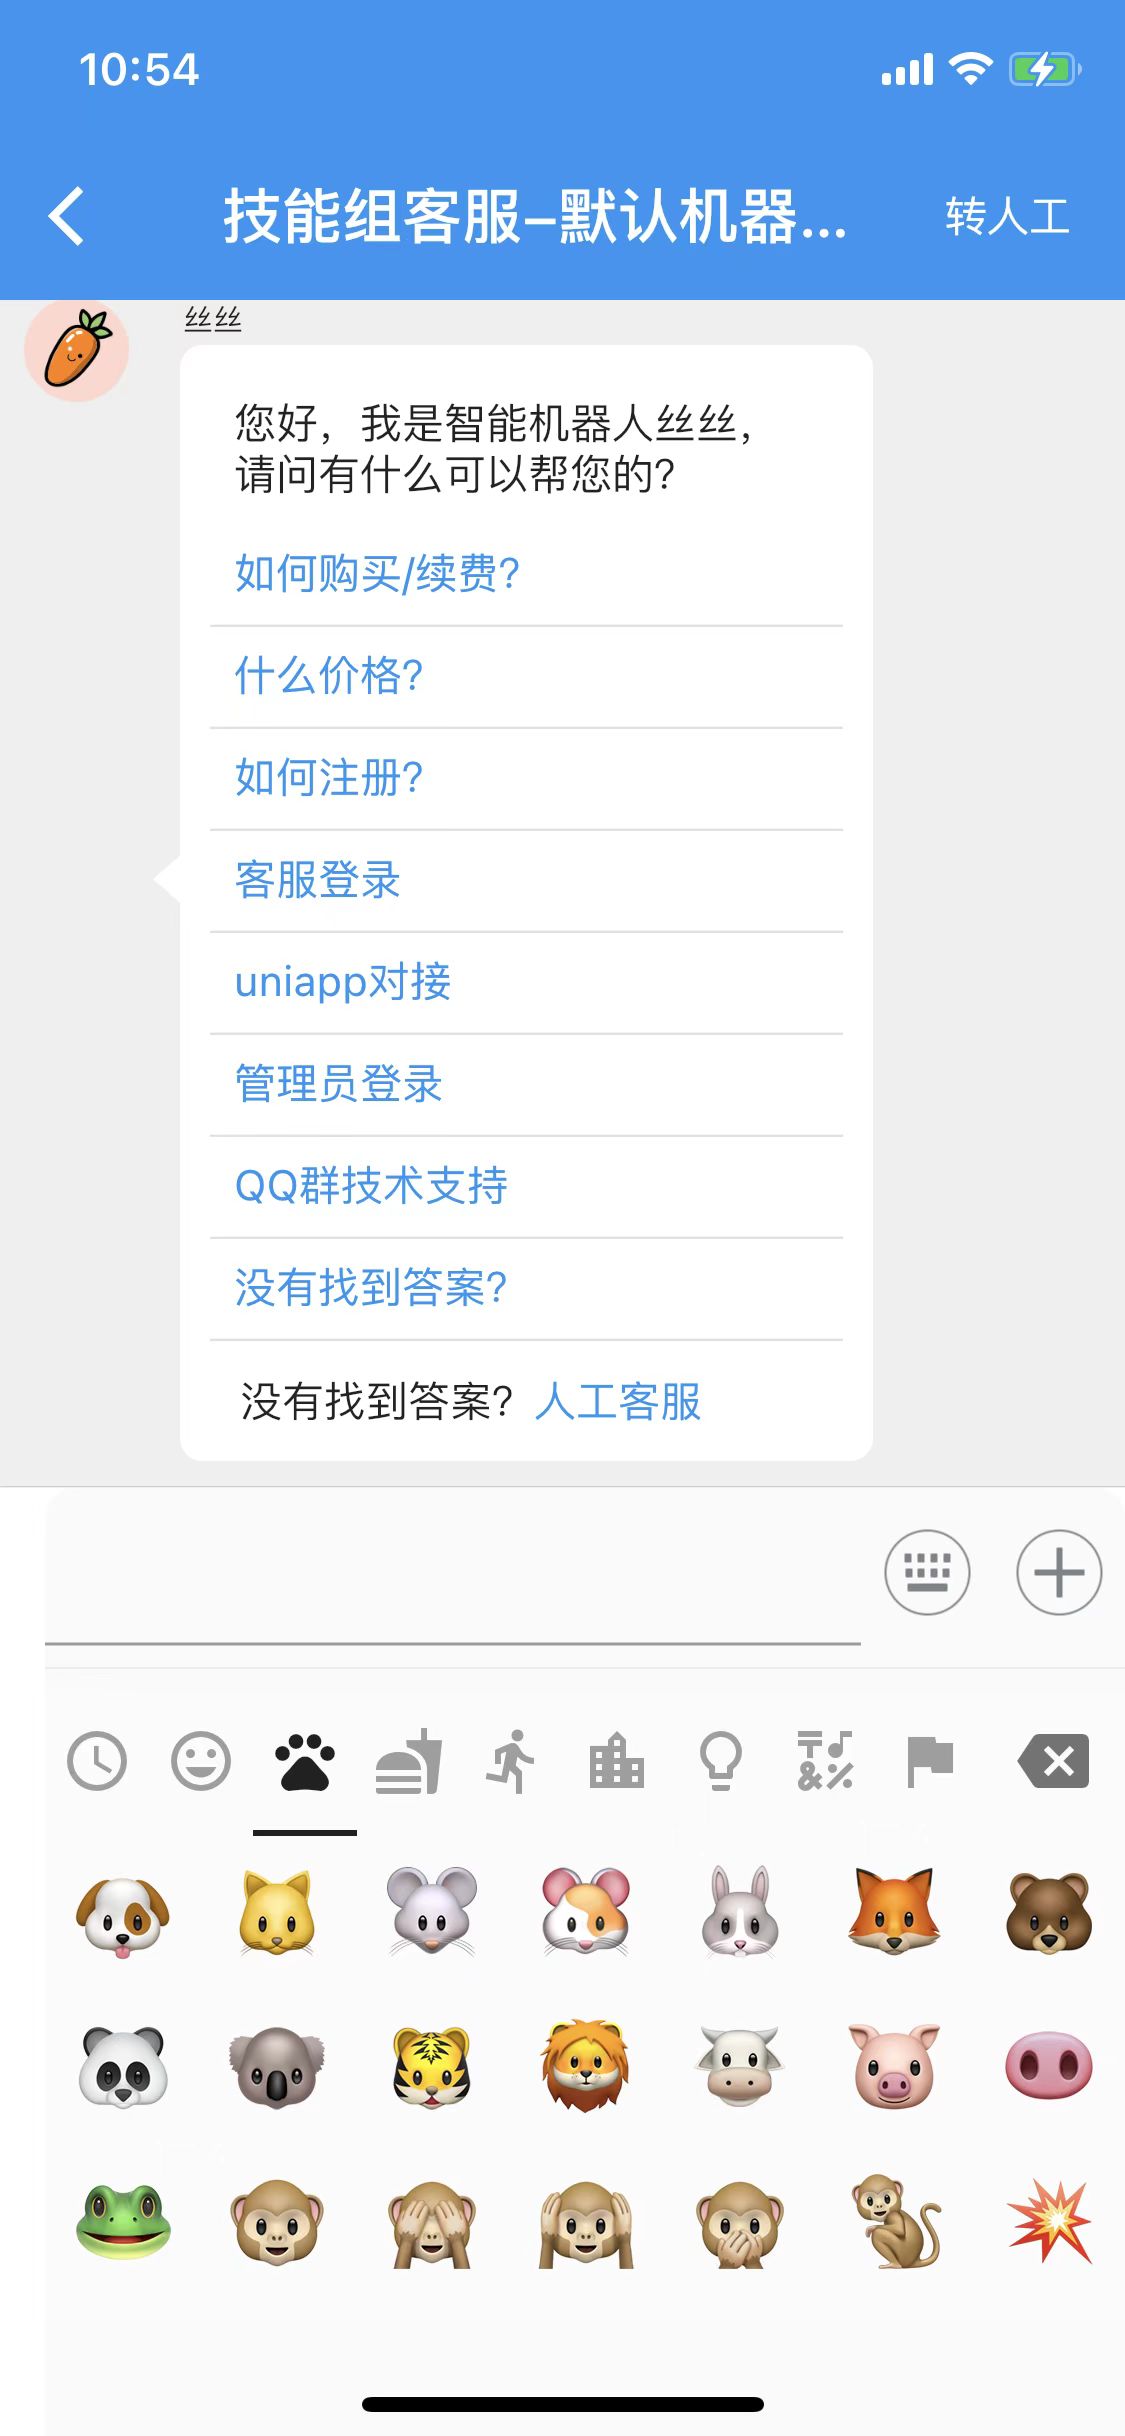 10:54
技能组客服–默认机器...
转人工
丝丝
您好，我是智能机器人丝丝，
请问有什么可以帮您的?
如何购买/续费?
什么价格?
如何注册?
客服登录
uniapp对接
管理员登录
QQ群技术支持
没有找到答案?
没有找到答案? 人工客服